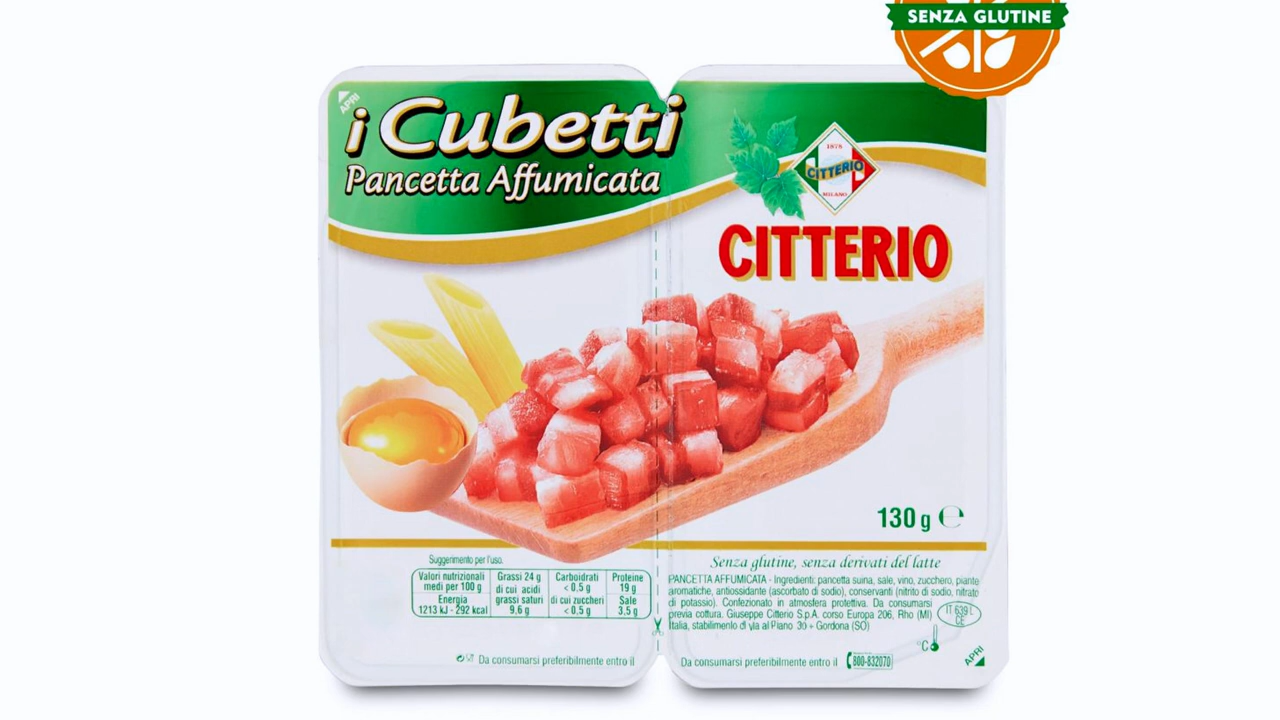 SENZA GLUTINE
APRI
i Cubetti
Pancetta Affumicata
1878
CITTERIO
MILANO
CITTERIO
130 g ℮
Suggerimento per l'uso.
Valori nutrizionali medi per 100 g
Energia 1213 kJ - 292 kcal
Grassi 24 g
di cui acidi grassi saturi 9,6 g
Carboidrati < 0,5 g
di cui zuccheri < 0,5 g
Proteine 19 g
Sale 3,5 g
Da consumarsi preferibilmente entro il
Senza glutine, senza derivati del latte
PANCETTA AFFUMICATA - Ingredienti: pancetta suina, sale, vino, zucchero, piante
aromatiche, antiossidante (ascorbato di sodio), conservanti (nitrito di sodio, nitrato
di potassio). Confezionato in atmosfera protettiva. Da consumarsi
previa cottura. Giuseppe Citterio S.p.A. corso Europa 206, Rho (MI)
Italia, stabilimento di via al Piano 30 - Gordona (SO)
IT 639 L
CE
°C
Da consumarsi preferibilmente entro il
800-832070
APRI